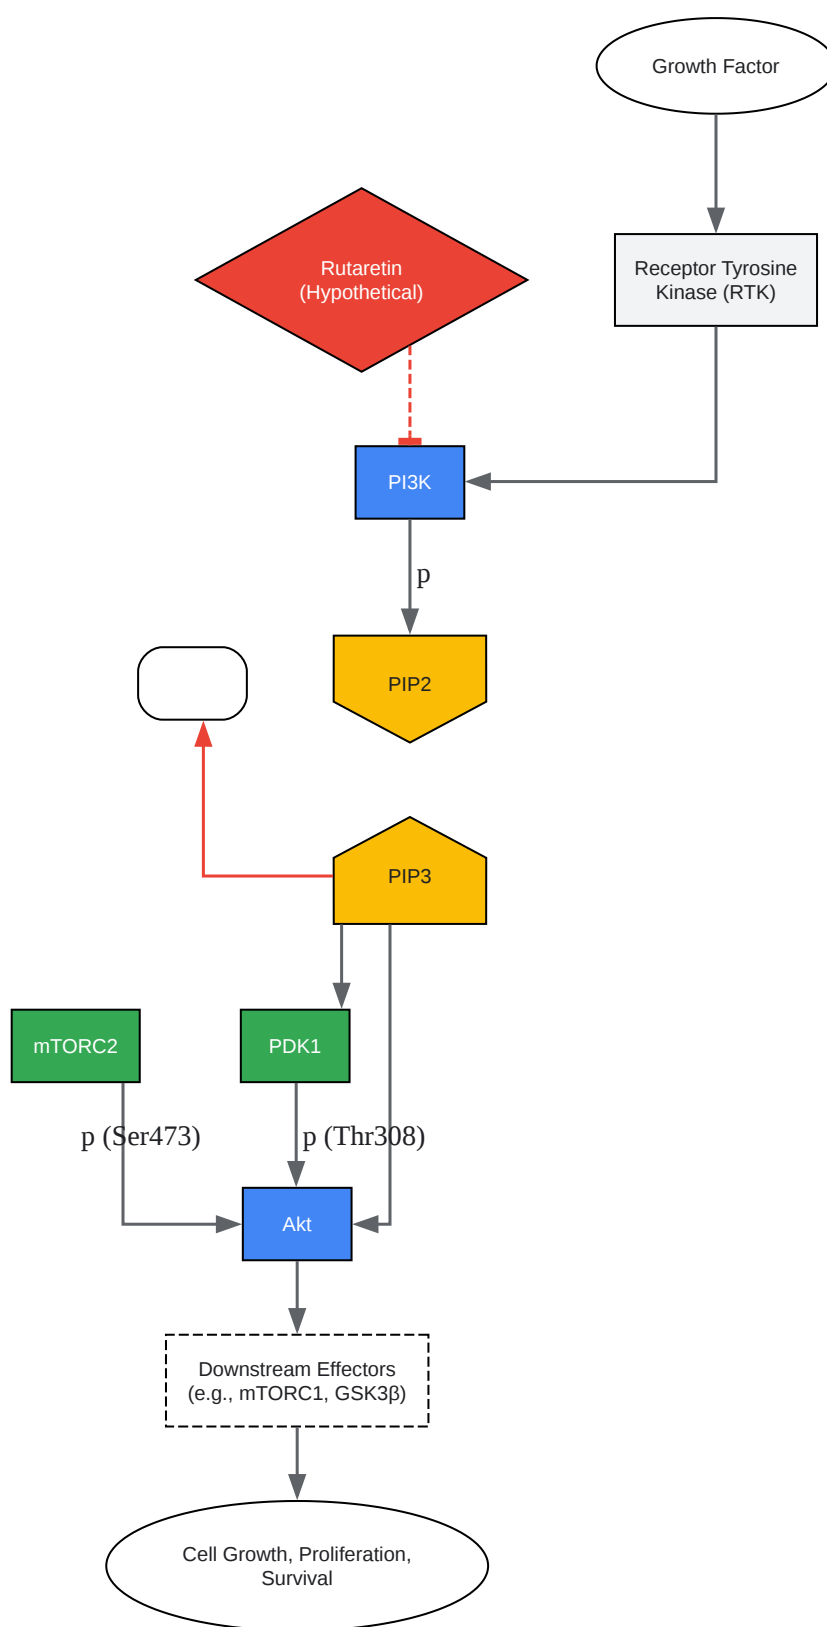 Growth Factor
Rutaretin
(Hypothetical)
Receptor Tyrosine
Kinase (RTK)
PI3K
p
PIP2
PIP3
mTORC2
PDK1
p (Ser473)
p (Thr308)
Akt
Downstream Effectors
(e.g., mTORC1, GSK3β)
Cell Growth, Proliferation,
Survival